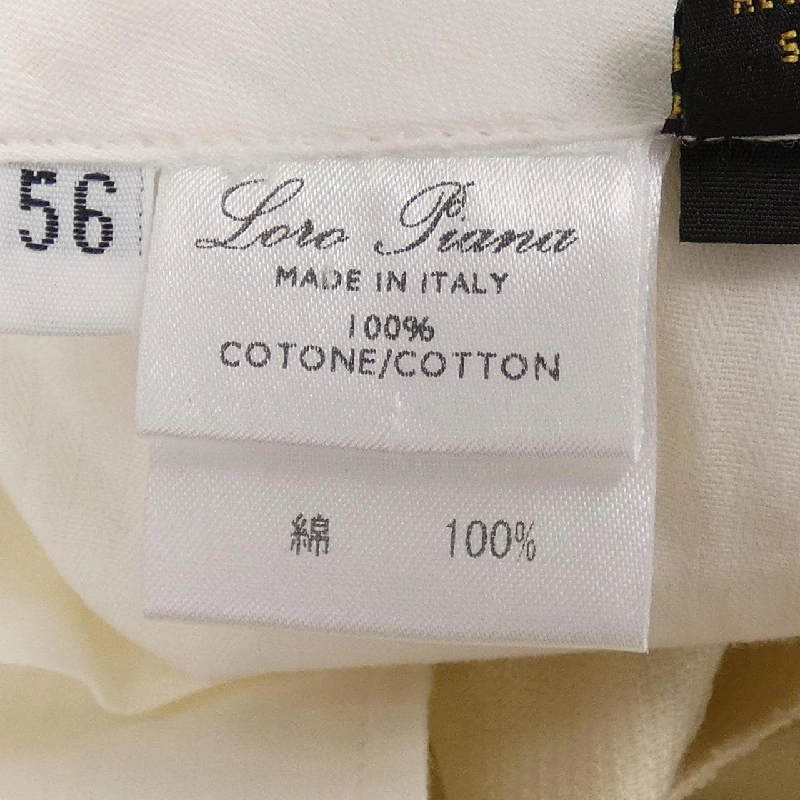 56
Loro Piana
MADE IN ITALY
100%
COTONE/COTTON
綿 100%